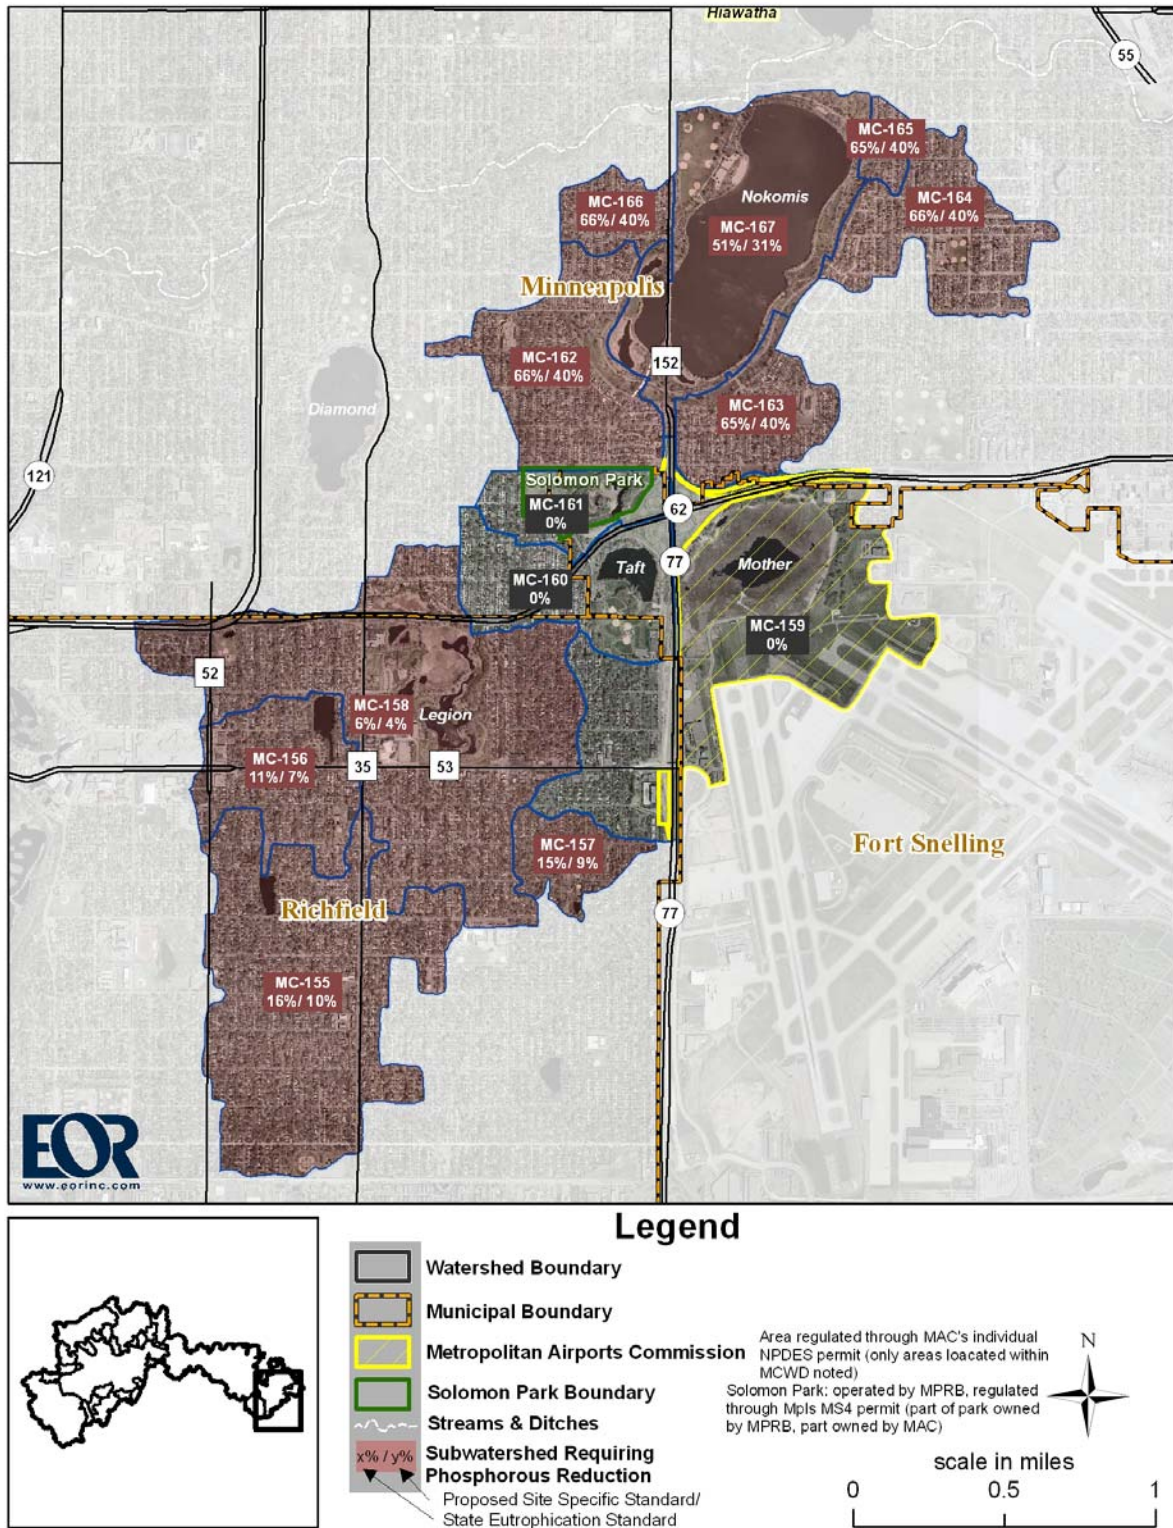 Hiawatha
55
MC-165
65%/ 40%
MC-166
66%/ 40%
Nokomis
MC-164
66%/ 40%
MC-167
51%/ 31%
Minneapolis
MC-162
66%/ 40%
152
MC-163
65%/ 40%
Diamond
121
Solomon Park
MC-161
0%
62
Taft
77
Mother
MC-160
0%
MC-159
0%
52
MC-158
6%/ 4%
Legion
MC-156
11%/ 7%
35
53
MC-157
15%/ 9%
Fort Snelling
Richfield
77
MC-155
16%/ 10%
EOR
www.eorinc.com
Legend
Watershed Boundary
Municipal Boundary
Metropolitan Airports Commission
Area regulated through MAC's individual
NPDES permit (only areas loacated within
MCWD noted)
Solomon Park Boundary
Solomon Park: operated by MPRB, regulated
through Mpls MS4 permit (part of park owned
by MPRB, part owned by MAC)
N
Streams & Ditches
x% / y%
Subwatershed Requiring
Phosphorous Reduction
Proposed Site Specific Standard/
State Eutrophication Standard
scale in miles
0 0.5 1